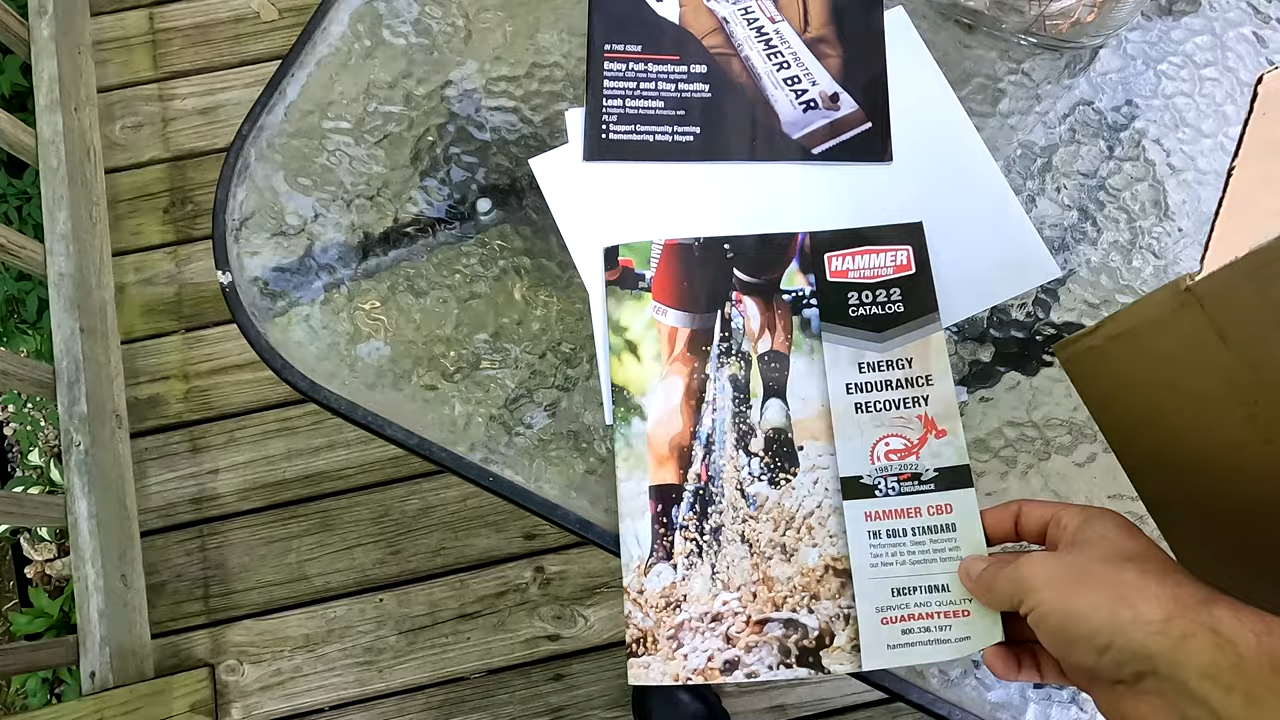 HAMMER
WHEY PROTEIN
HAMMER BAR
IN THIS ISSUE
Enjoy Full-Spectrum CBD
Hammer CBD now has new options!
Recover and Stay Healthy
Solutions for off-season recovery and nutrition
Leah Goldstein
A historic Race Across America win
PLUS
• Support Community Farming
• Remembering Molly Hayes
HAMMER
NUTRITION
2022
CATALOG
ENERGY
ENDURANCE
RECOVERY
1987-2022
35 YEARS OF
ENDURANCE
HAMMER CBD
THE GOLD STANDARD
Performance. Sleep. Recovery.
Take it all to the next level with
our New Full-Spectrum formula.
EXCEPTIONAL
SERVICE AND QUALITY
GUARANTEED
800.336.1977
hammernutrition.com